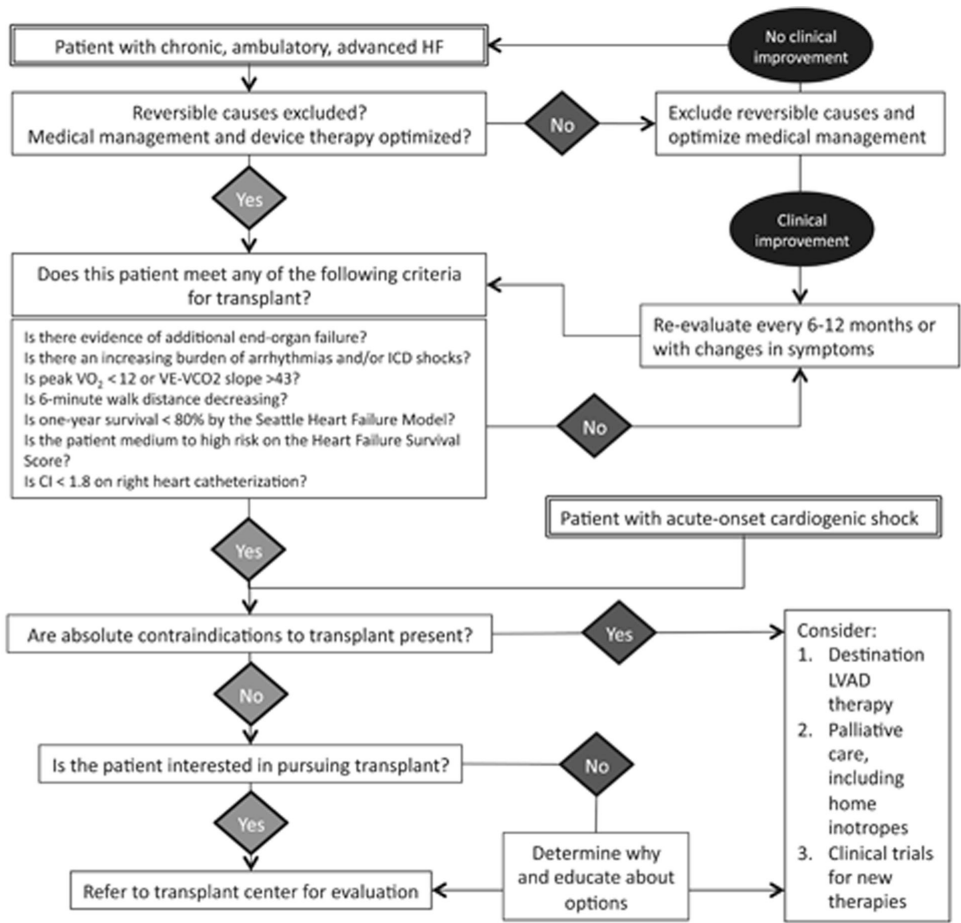 Patient with chronic, ambulatory, advanced HF
No clinical
improvement
Reversible causes excluded?
Medical management and device therapy optimized?
No
Exclude reversible causes and
optimize medical management
Yes
Clinical
improvement
Does this patient meet any of the following criteria
for transplant?
Re-evaluate every 6-12 months or
with changes in symptoms
Is there evidence of additional end-organ failure?
Is there an increasing burden of arrhythmias and/or ICD shocks?
Is peak VO₂ < 12 or VE-VCO2 slope >43?
Is 6-minute walk distance decreasing?
Is one-year survival < 80% by the Seattle Heart Failure Model?
Is the patient medium to high risk on the Heart Failure Survival
Score?
Is CI < 1.8 on right heart catheterization?
No
Yes
Patient with acute-onset cardiogenic shock
Are absolute contraindications to transplant present?
Yes
Consider:
1. Destination
LVAD
therapy
2. Palliative
care,
including
home
inotropes
3. Clinical trials
for new
therapies
No
Is the patient interested in pursuing transplant?
No
Yes
Determine why
and educate about
options
Refer to transplant center for evaluation